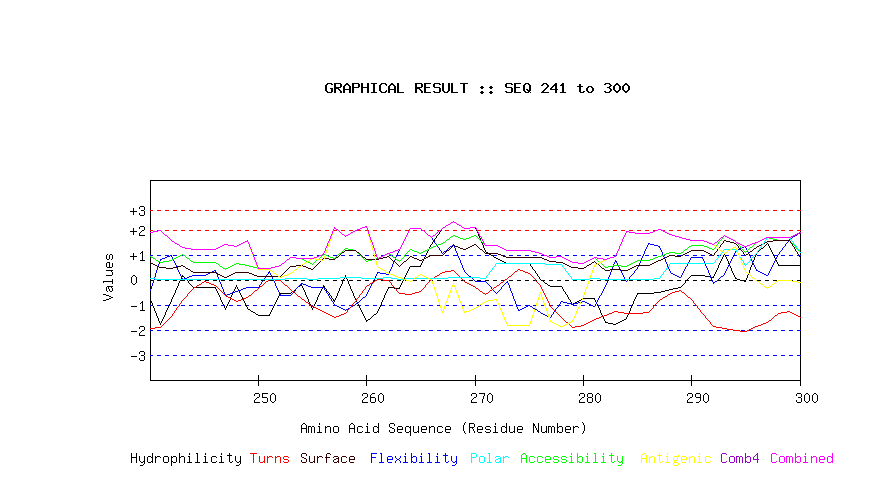 GRAPHICAL RESULT :: SEQ 241 to 300
+3
+2
+1
0
-1
-2
-3
Values
250 260 270 280 290 300
Amino Acid Sequence (Residue Number)
Hydrophilicity Turns Surface Flexibility Polar Accessibility Antigenic Comb4 Combined